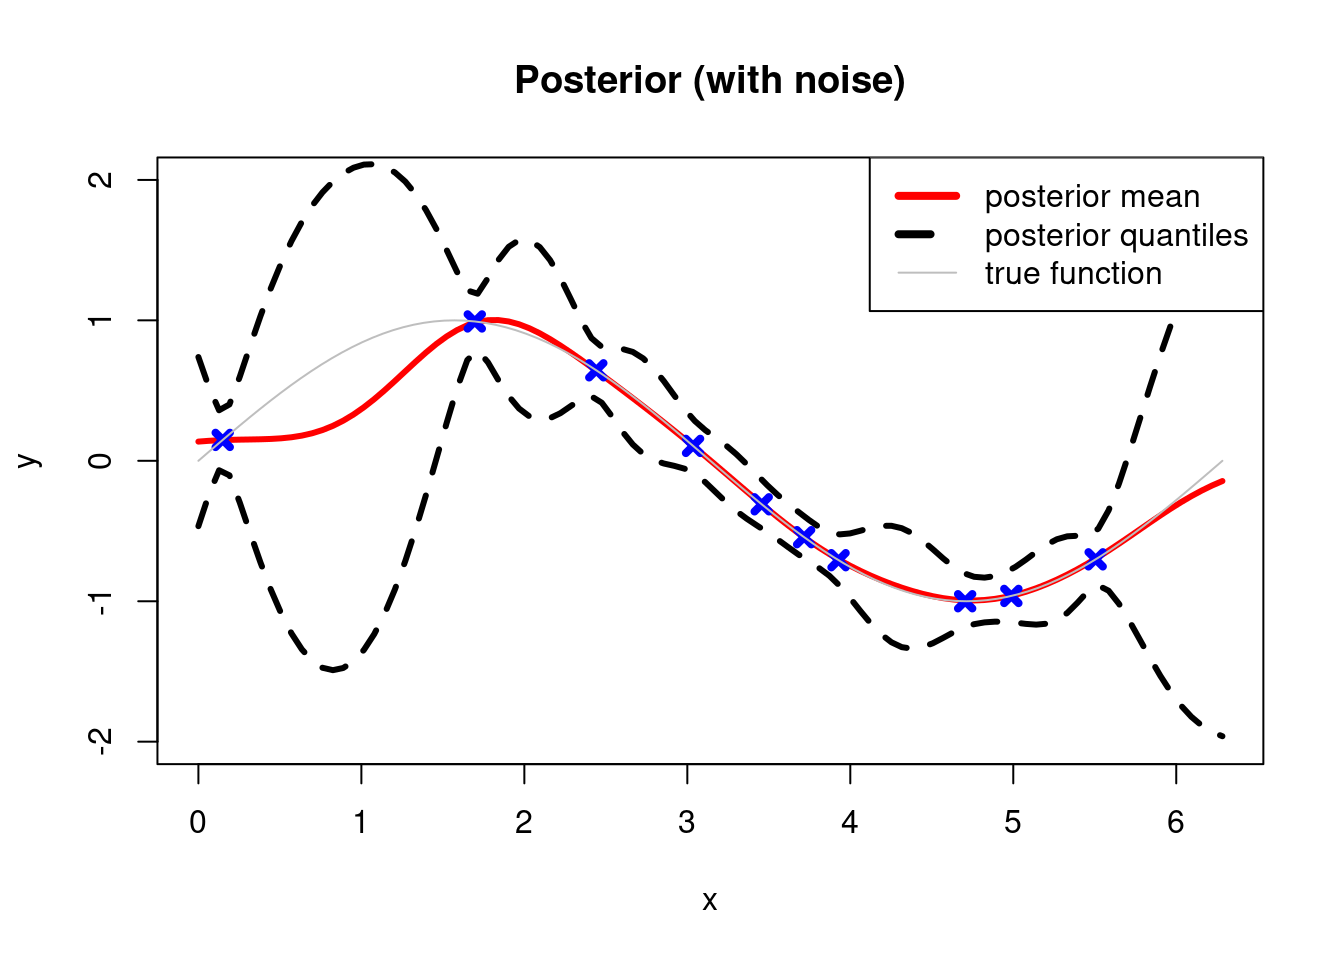 Posterior (with noise)
posterior mean
posterior quantiles
true function
y
2
1
0
-1
-2
0 1 2 3 4 5 6
x